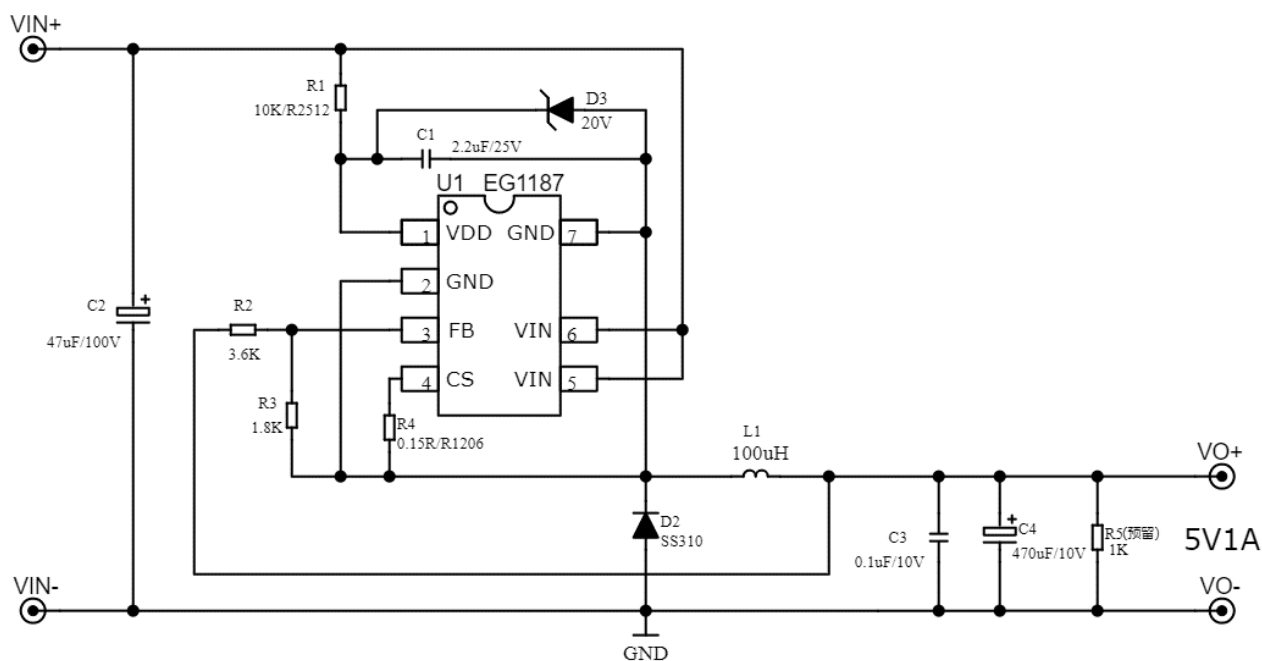 VIN+
R1
10K/R2512
D3
20V
C1
2.2uF/25V
U1 EG1187
1 VDD GND 7
2 GND
3 FB VIN 6
4 CS VIN 5
C2
+
47uF/100V
R2
3.6K
R3
1.8K
R4
0.15R/R1206
L1
100uH
VO+
D2
SS310
C3
0.1uF/10V
+
C4
470uF/10V
R5(预留)
1K
5V1A
VIN-
VO-
GND